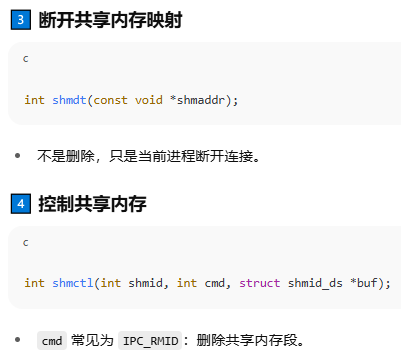 3 断开共享内存映射
c
int shmdt(const void *shmaddr);
• 不是删除，只是当前进程断开连接。
4 控制共享内存
c
int shmctl(int shmid, int cmd, struct shmid_ds *buf);
• cmd 常见为 IPC_RMID：删除共享内存段。